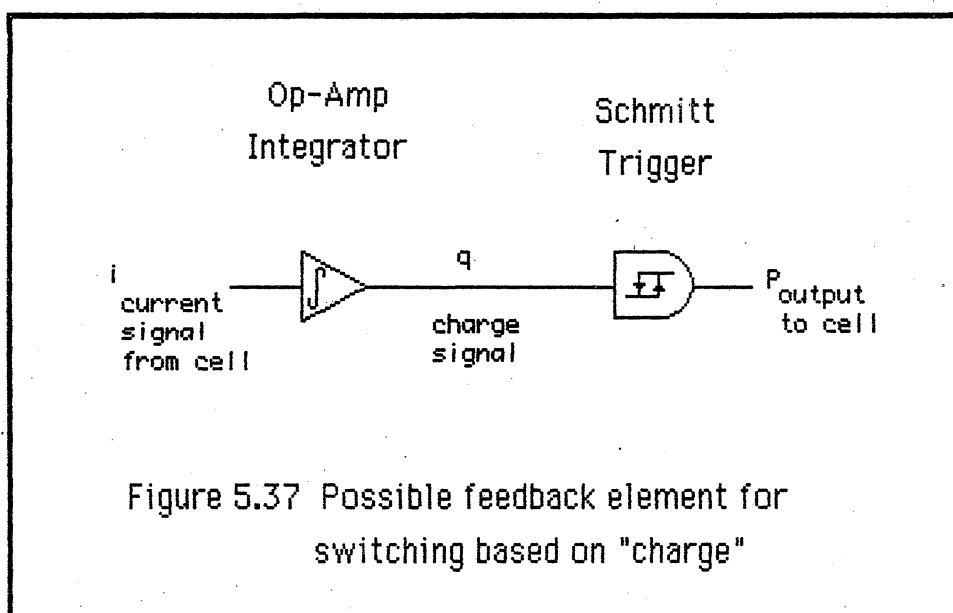 Op-Amp
Integrator
Schmitt
Trigger
i
current
signal
from cell
q
charge
signal
P
output
to cell
Figure 5.37 Possible feedback element for
switching based on "charge"